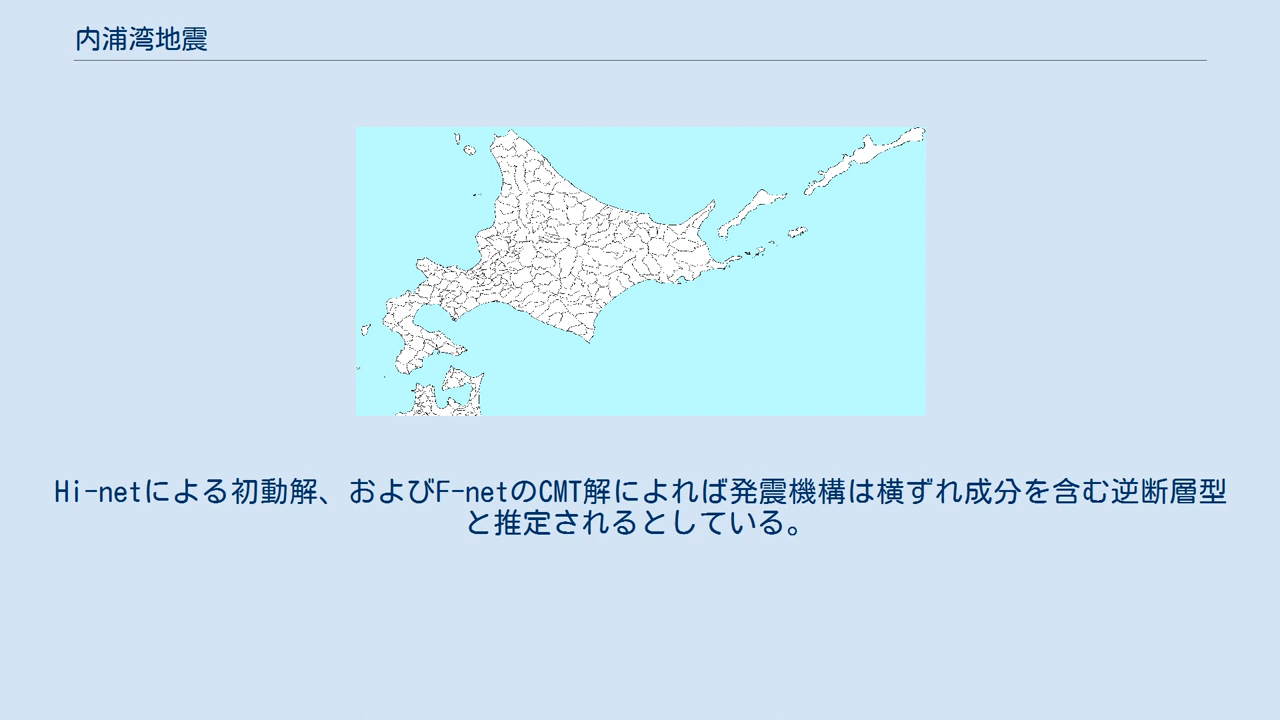 内浦湾地震
Hi-netによる初動解、およびF-netのCMT解によれば発震機構は横ずれ成分を含む逆断層型
と推定されるとしている。